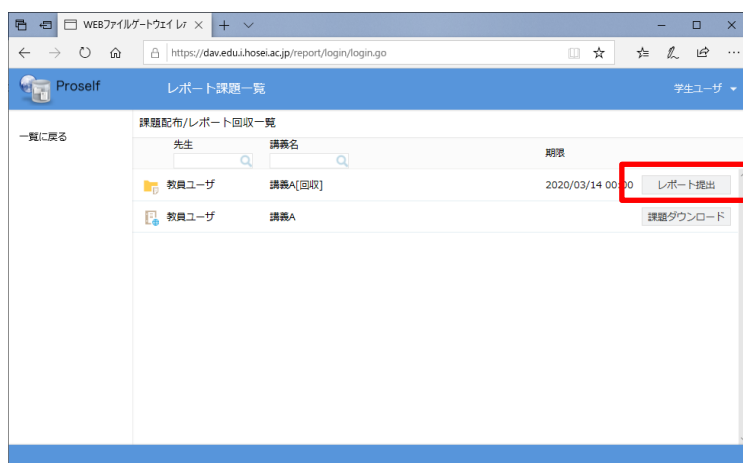 WEBファイルゲートウエイ レポ
https://dav.edu.i.hosei.ac.jp/report/login/login.go
Proself
レポート課題一覧
学生ユーザ
一覧に戻る
課題配布/レポート回収一覧
先生 講義名 期限
教員ユーザ 講義A[回収] 2020/03/14 00:00 レポート提出
教員ユーザ 講義A 課題ダウンロード